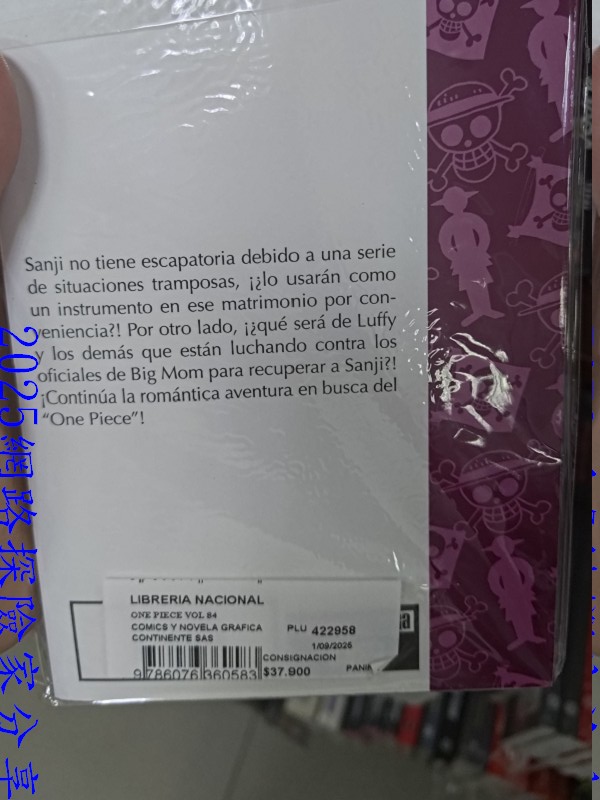 Sanji no tiene escapatoria debido a una serie
de situaciones tramposas, ¡¿lo usarán como
un instrumento en ese matrimonio por con-
veniencia?! Por otro lado, ¡¿qué será de Luffy
y los demás que están luchando contra los
oficiales de Big Mom para recuperar a Sanji?!
¡Continúa la romántica aventura en busca del
“One Piece”!
LIBRERIA NACIONAL
ONE PIECE VOL 84
COMICS Y NOVELA GRAFICA
CONTINENTE SAS
PLU 422958
1/09/2025
CONSIGNACION
$37.900
9 786076 360583
2025網路探險家分享